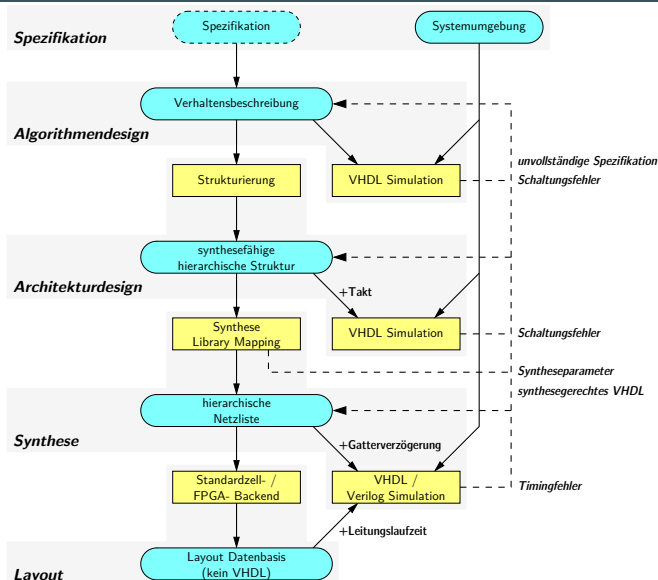 Spezifikation
Systemumgebung
Spezifikation
Verhaltensbeschreibung
Algorithmendesign
unvollständige Spezifikation
Strukturierung
VHDL Simulation
Schaltungsfehler
synthesefähige
hierarchische Struktur
Architekturdesign
+Takt
Synthese
Library Mapping
VHDL Simulation
Schaltungsfehler
Syntheseparameter
synthesegerechtes VHDL
hierarchische
Netzliste
Synthese
+Gatterverzögerung
Standardzell- /
FPGA- Backend
VHDL /
Verilog Simulation
Timingfehler
+Leitungslaufzeit
Layout Datenbasis
(kein VHDL)
Layout